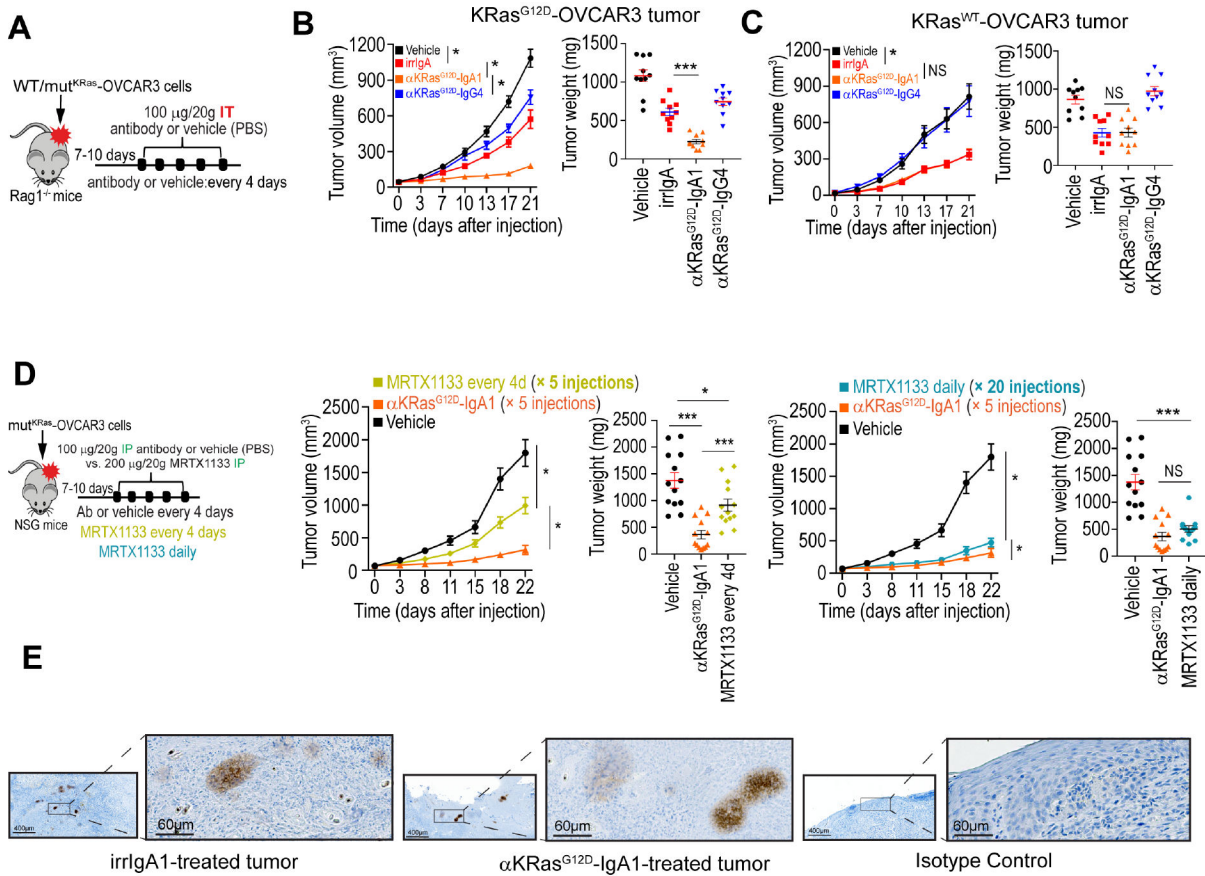 A
WT/mutKRas-OVCAR3 cells
100 μg/20g IT
antibody or vehicle (PBS)
7-10 days
antibody or vehicle:every 4 days
Rag1-/- mice
B
KRasG12D-OVCAR3 tumor
Tumor volume (mm3)
1200
900
600
300
0
Vehicle
irrIgA
αKRasG12D-IgA1
αKRasG12D-IgG4
*
*
*
0 3 7 10 13 17 21
Time (days after injection)
Tumor weight (mg)
1500
1000
500
0
***
Vehicle
irrIgA
αKRasG12D-IgA1
αKRasG12D-IgG4
C
KRasWT-OVCAR3 tumor
Tumor volume (mm3)
1200
900
600
300
0
Vehicle
irrIgA
αKRasG12D-IgA1
αKRasG12D-IgG4
*
NS
0 3 7 10 13 17 21
Time (days after injection)
Tumor weight (mg)
1500
1000
500
0
NS
Vehicle
irrIgA
αKRasG12D-IgA1
αKRasG12D-IgG4
D
mutKRas-OVCAR3 cells
100 μg/20g IP antibody or vehicle (PBS)
vs. 200 μg/20g MRTX1133 IP
7-10 days
Ab or vehicle every 4 days
NSG mice
MRTX1133 every 4 days
MRTX1133 daily
MRTX1133 every 4d (× 5 injections)
αKRasG12D-IgA1 (× 5 injections)
Vehicle
Tumor volume (mm3)
2500
2000
1500
1000
500
0
*
*
0 3 8 11 15 18 22
Time (days after injection)
Tumor weight (mg)
2500
2000
1500
1000
500
0
*
***
***
Vehicle
αKRasG12D-IgA1
MRTX1133 every 4d
MRTX1133 daily (× 20 injections)
αKRasG12D-IgA1 (× 5 injections)
Vehicle
Tumor volume (mm3)
2500
2000
1500
1000
500
0
*
*
0 3 8 11 15 18 22
Time (days after injection)
Tumor weight (mg)
2500
2000
1500
1000
500
0
***
NS
Vehicle
αKRasG12D-IgA1
MRTX1133 daily
E
400μm
60μm
irrIgA1-treated tumor
400μm
60μm
αKRasG12D-IgA1-treated tumor
400μm
60μm
Isotype Control